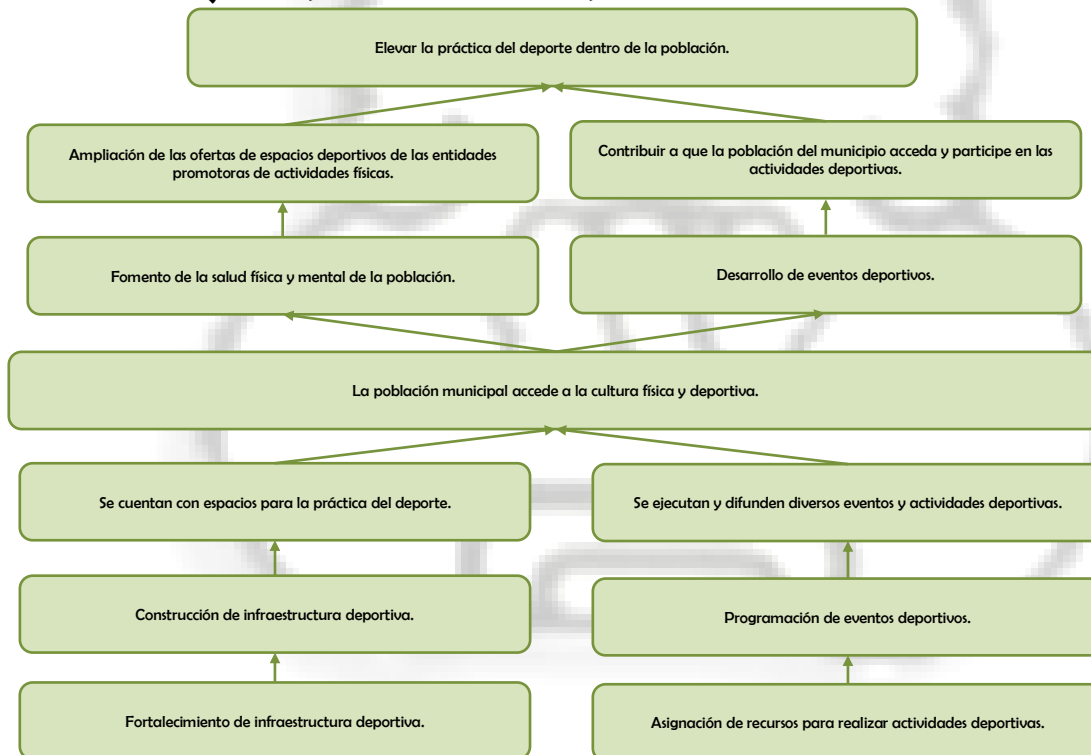 Elevar la práctica del deporte dentro de la población.
Ampliación de las ofertas de espacios deportivos de las entidades
promotoras de actividades físicas.
Contribuir a que la población del municipio acceda y participe en las
actividades deportivas.
Fomento de la salud física y mental de la población.
Desarrollo de eventos deportivos.
La población municipal accede a la cultura física y deportiva.
Se cuentan con espacios para la práctica del deporte.
Se ejecutan y difunden diversos eventos y actividades deportivas.
Construcción de infraestructura deportiva.
Programación de eventos deportivos.
Fortalecimiento de infraestructura deportiva.
Asignación de recursos para realizar actividades deportivas.